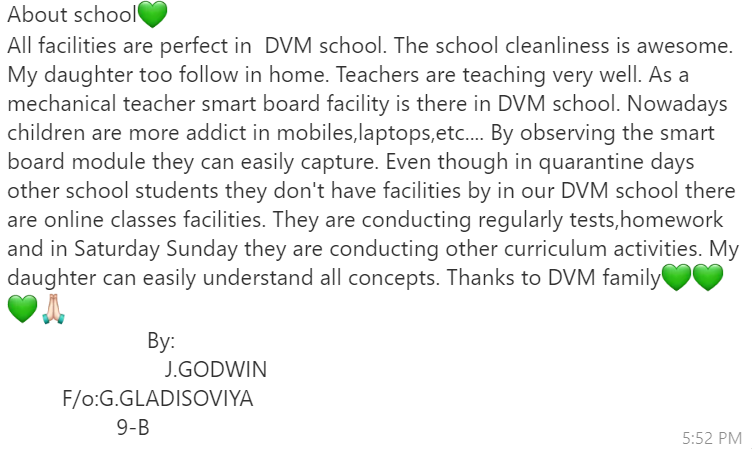 About school💚
All facilities are perfect in  DVM school. The school cleanliness is awesome.
My daughter too follow in home. Teachers are teaching very well. As a
mechanical teacher smart board facility is there in DVM school. Nowadays
children are more addict in mobiles,laptops,etc.... By observing the smart
board module they can easily capture. Even though in quarantine days
other school students they don't have facilities by in our DVM school there
are online classes facilities. They are conducting regularly tests,homework
and in Saturday Sunday they are conducting other curriculum activities. My
daughter can easily understand all concepts. Thanks to DVM family💚💚
💚🙏🏻
By:
J.GODWIN
F/o:G.GLADISOVIYA
9-B
5:52 PM